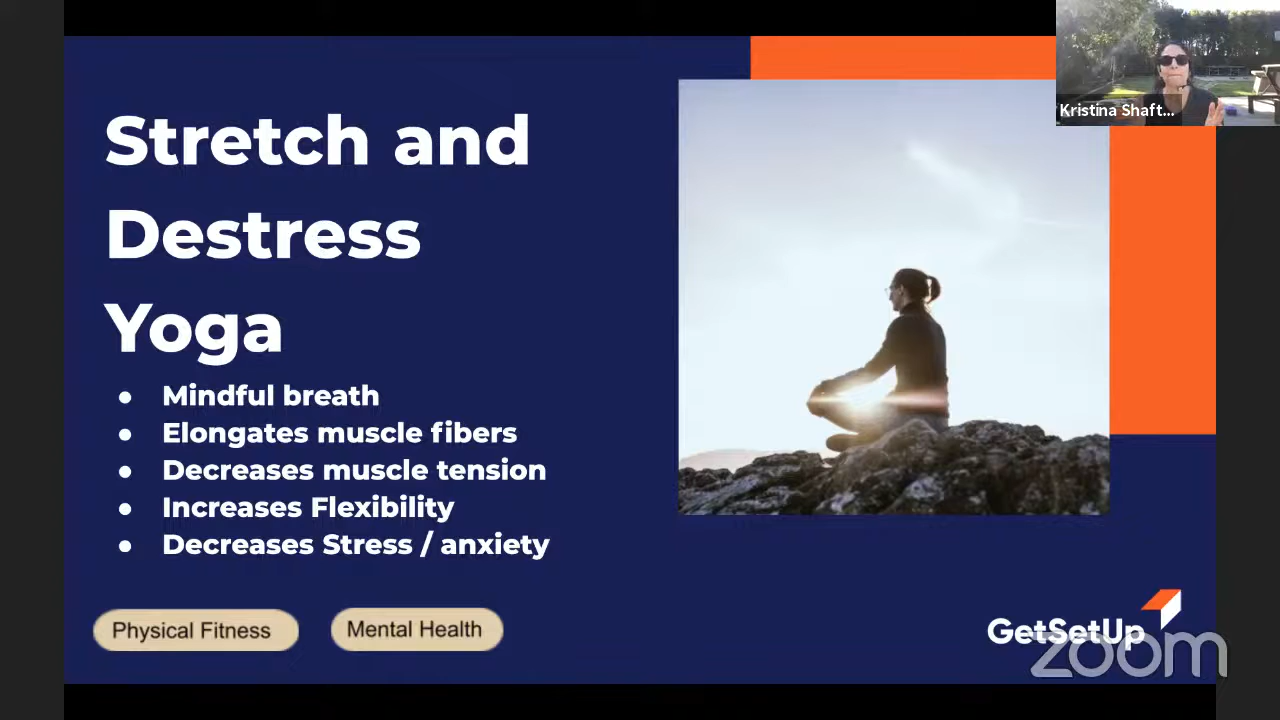 Stretch and
Destress
Yoga
● Mindful breath
● Elongates muscle fibers
● Decreases muscle tension
● Increases Flexibility
● Decreases Stress / anxiety
Physical Fitness
Mental Health
Kristina Shaft...
GetSetUp
zoom